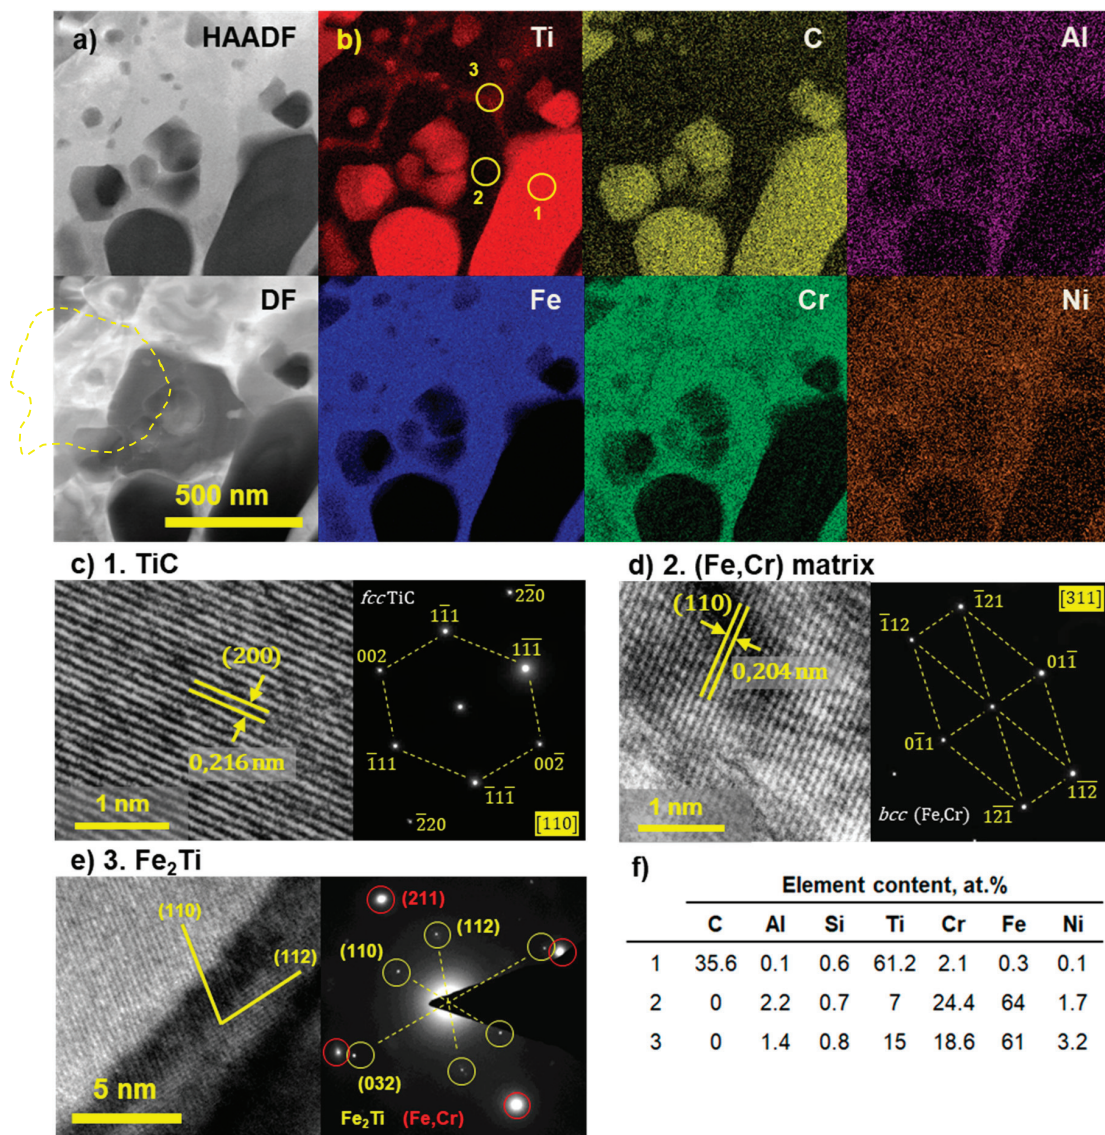 a) HAADF
b) Ti
3
2
1
C
Al
DF
500 nm
Fe
Cr
Ni
c) 1. TiC
(200)
0,216 nm
1 nm
fcc TiC
2̄20
11̄1
002
11̄1̄
1̄11
002̄
1̄11̄
2̄20
[110]
d) 2. (Fe,Cr) matrix
(110)
0,204 nm
1 nm
[311]
1̄21
1̄12
011̄
01̄1
11̄2̄
12̄1̄
bcc (Fe,Cr)
e) 3. Fe₂Ti
(110)
(112)
5 nm
(211)
(112)
(110)
(032)
Fe₂Ti (Fe,Cr)
f)
Element content, at.%
C Al Si Ti Cr Fe Ni
1 35.6 0.1 0.6 61.2 2.1 0.3 0.1
2 0 2.2 0.7 7 24.4 64 1.7
3 0 1.4 0.8 15 18.6 61 3.2